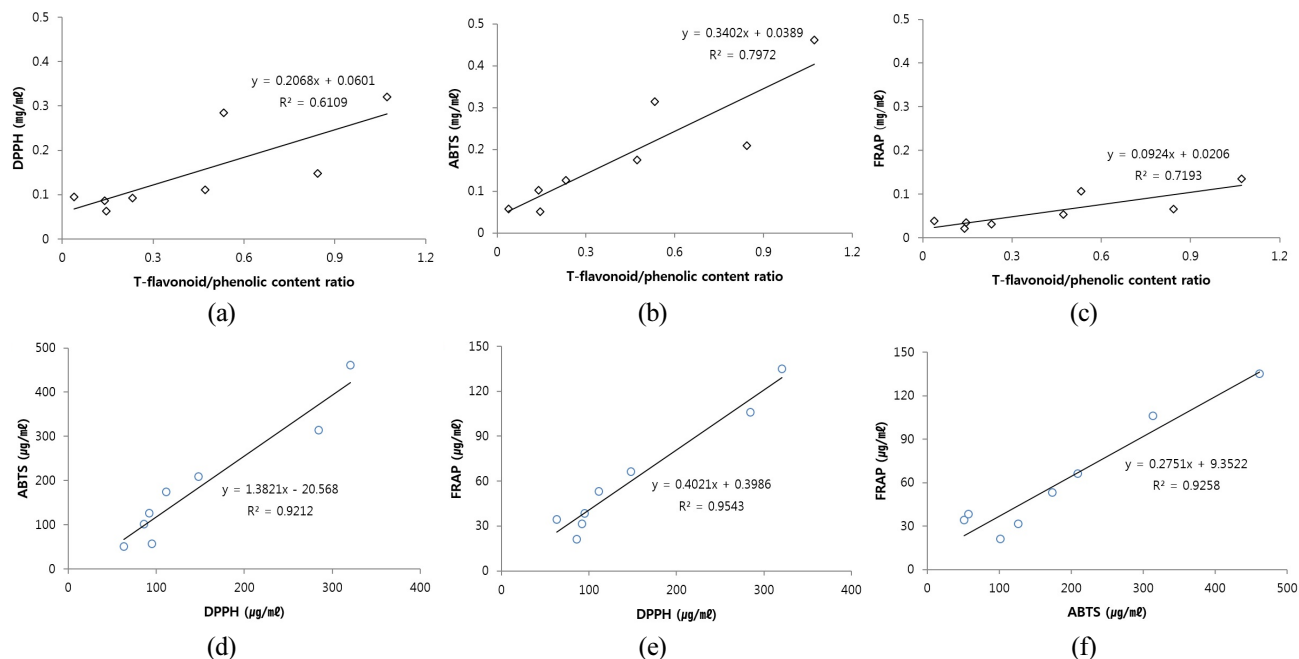 0.5
0.4
0.3
0.2
0.1
0
DPPH (mg/㎖)
y = 0.2068x + 0.0601
R² = 0.6109
0 0.3 0.6 0.9 1.2
T-flavonoid/phenolic content ratio
(a)
0.5
0.4
0.3
0.2
0.1
0
ABTS (mg/㎖)
y = 0.3402x + 0.0389
R² = 0.7972
0 0.3 0.6 0.9 1.2
T-flavonoid/phenolic content ratio
(b)
0.5
0.4
0.3
0.2
0.1
0
FRAP (mg/㎖)
y = 0.0924x + 0.0206
R² = 0.7193
0 0.3 0.6 0.9 1.2
T-flavonoid/phenolic content ratio
(c)
500
400
300
200
100
0
ABTS (㎍/㎖)
y = 1.3821x - 20.568
R² = 0.9212
0 100 200 300 400
DPPH (㎍/㎖)
(d)
150
120
90
60
30
0
FRAP (㎍/㎖)
y = 0.4021x + 0.3986
R² = 0.9543
0 100 200 300 400
DPPH (㎍/㎖)
(e)
150
120
90
60
30
0
FRAP (㎍/㎖)
y = 0.2751x + 9.3522
R² = 0.9258
0 100 200 300 400 500
ABTS (㎍/㎖)
(f)